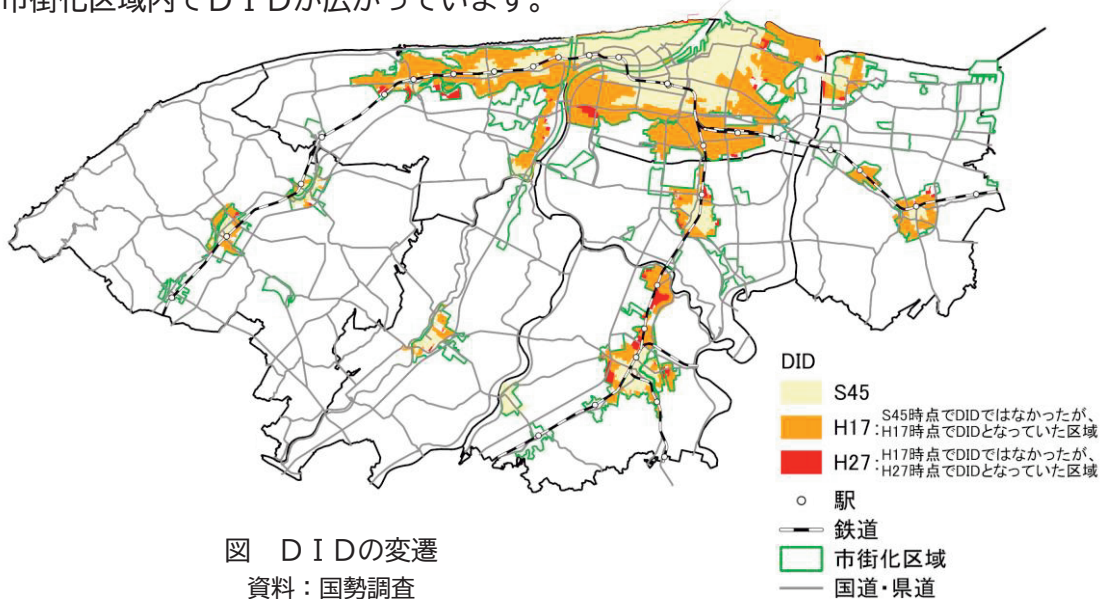 市街化区域内でＤＩＤが広がっています。
DID
S45
H17:S45時点でDIDではなかったが、
H17時点でDIDとなっていた区域
H27:H17時点でDIDではなかったが、
H27時点でDIDとなっていた区域
駅
鉄道
市街化区域
国道・県道
図　ＤＩＤの変遷
資料：国勢調査